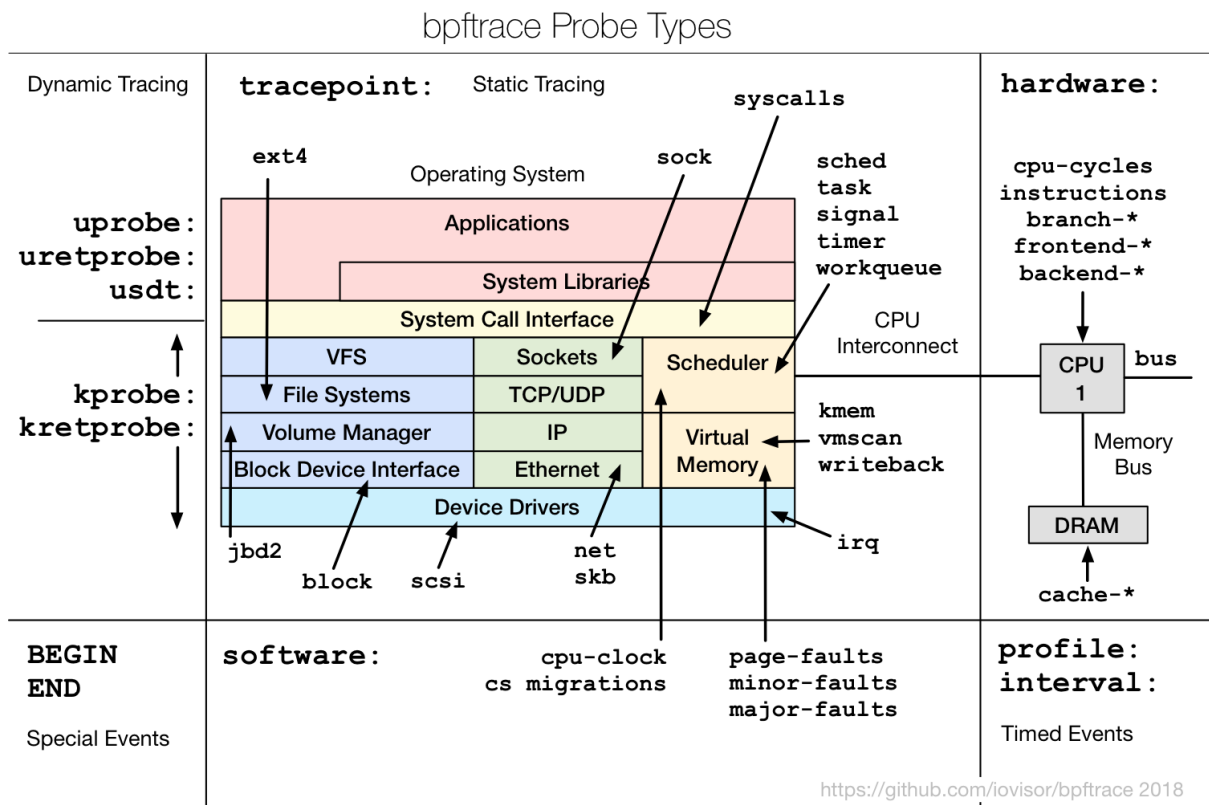 bpftrace Probe Types
Dynamic Tracing
tracepoint:
Static Tracing
hardware:
syscalls
ext4
sock
Operating System
sched
task
signal
timer
workqueue
cpu-cycles
instructions
branch-*
frontend-*
backend-*
uprobe:
uretprobe:
usdt:
Applications
System Libraries
System Call Interface
VFS
Sockets
Scheduler
File Systems
TCP/UDP
Volume Manager
IP
Virtual
Memory
Block Device Interface
Ethernet
Device Drivers
CPU
Interconnect
CPU
1
bus
kprobe:
kretprobe:
kmem
vmscan
writeback
Memory
Bus
DRAM
cache-*
jbd2
block
scsi
net
skb
irq
BEGIN
END
Special Events
software:
cpu-clock
cs migrations
page-faults
minor-faults
major-faults
profile:
interval:
Timed Events
https://github.com/iovisor/bpftrace 2018